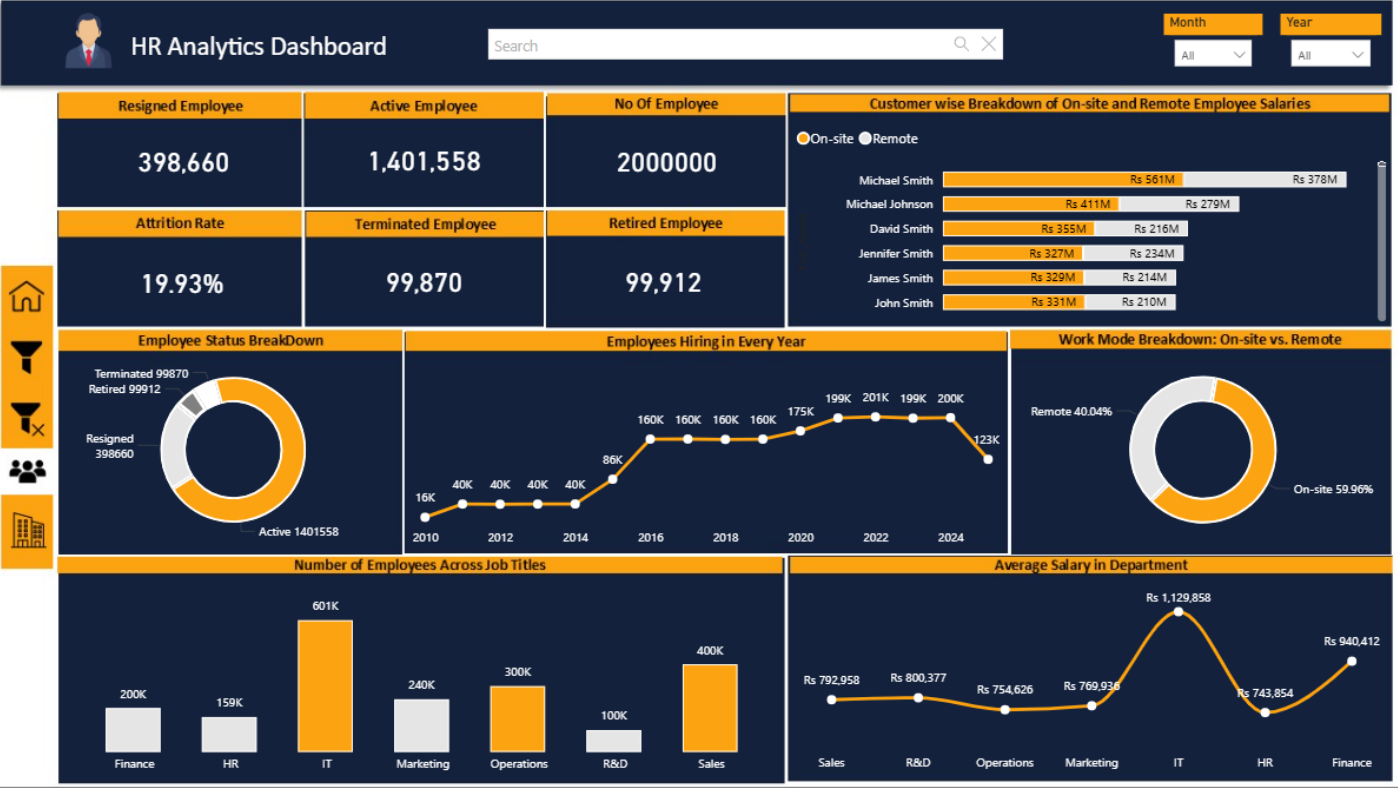 HR Analytics Dashboard
Search
Month
Year
All
All
Resigned Employee
398,660
Active Employee
1,401,558
No Of Employee
2000000
Attrition Rate
19.93%
Terminated Employee
99,870
Retired Employee
99,912
Customer wise Breakdown of On-site and Remote Employee Salaries
On-site Remote
Michael Smith Rs 561M Rs 378M
Michael Johnson Rs 411M Rs 279M
David Smith Rs 355M Rs 216M
Jennifer Smith Rs 327M Rs 234M
James Smith Rs 329M Rs 214M
John Smith Rs 331M Rs 210M
Employee Status BreakDown
Terminated 99870
Retired 99912
Resigned
398660
Active 1401558
Employees Hiring in Every Year
16K 40K 40K 40K 40K 86K 160K 160K 160K 160K 175K 199K 201K 199K 200K 123K
2010 2012 2014 2016 2018 2020 2022 2024
Work Mode Breakdown: On-site vs. Remote
Remote 40.04%
On-site 59.96%
Number of Employees Across Job Titles
200K 159K 601K 240K 300K 100K 400K
Finance HR IT Marketing Operations R&D Sales
Average Salary in Department
Rs 792,958 Rs 800,377 Rs 754,626 Rs 769,936 Rs 1,129,858 Rs 743,854 Rs 940,412
Sales R&D Operations Marketing IT HR Finance